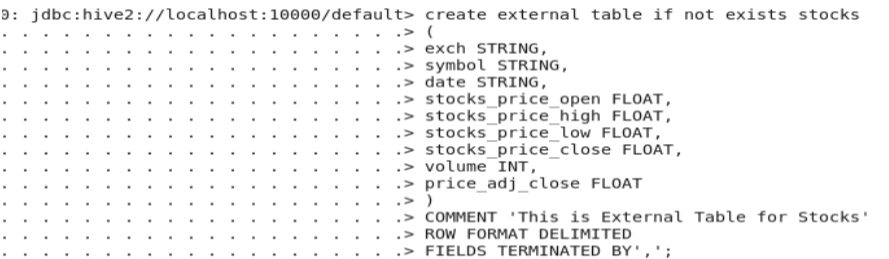 0: jdbc:hive2://localhost:10000/default> create external table if not exists stocks
. . . . . . . . . . . . . . . . . . . .> (
. . . . . . . . . . . . . . . . . . . .> exch STRING,
. . . . . . . . . . . . . . . . . . . .> symbol STRING,
. . . . . . . . . . . . . . . . . . . .> date STRING,
. . . . . . . . . . . . . . . . . . . .> stocks_price_open FLOAT,
. . . . . . . . . . . . . . . . . . . .> stocks_price_high FLOAT,
. . . . . . . . . . . . . . . . . . . .> stocks_price_low FLOAT,
. . . . . . . . . . . . . . . . . . . .> stocks_price_close FLOAT,
. . . . . . . . . . . . . . . . . . . .> volume INT,
. . . . . . . . . . . . . . . . . . . .> price_adj_close FLOAT
. . . . . . . . . . . . . . . . . . . .> )
. . . . . . . . . . . . . . . . . . . .> COMMENT 'This is External Table for Stocks'
. . . . . . . . . . . . . . . . . . . .> ROW FORMAT DELIMITED
. . . . . . . . . . . . . . . . . . . .> FIELDS TERMINATED BY',';